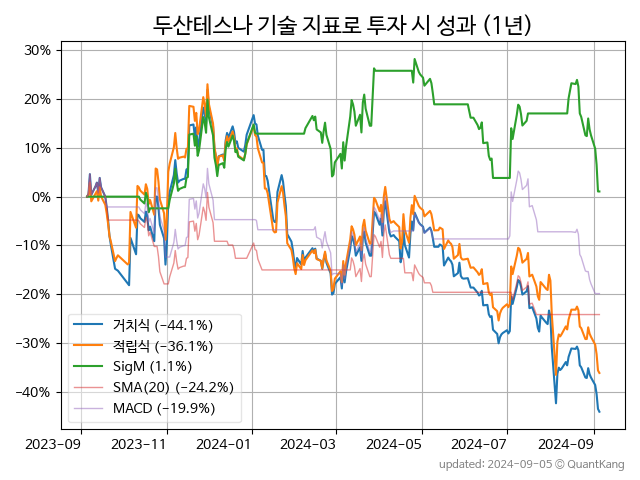 두산테스나 기술 지표로 투자 시 성과 (1년)
30%
20%
10%
0%
−10%
−20%
−30%
−40%
거치식 (−44.1%)
적립식 (−36.1%)
SigM (1.1%)
SMA(20) (−24.2%)
MACD (−19.9%)
2023-09 2023-11 2024-01 2024-03 2024-05 2024-07 2024-09
updated: 2024-09-05 © QuantKang